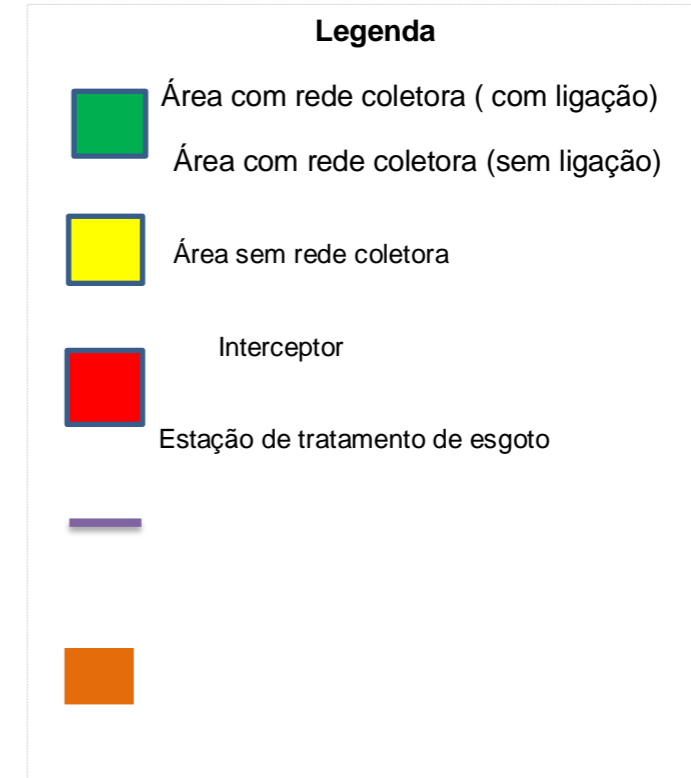 Legenda
Área com rede coletora ( com ligação)
Área com rede coletora (sem ligação)
Área sem rede coletora
Interceptor
Estação de tratamento de esgoto